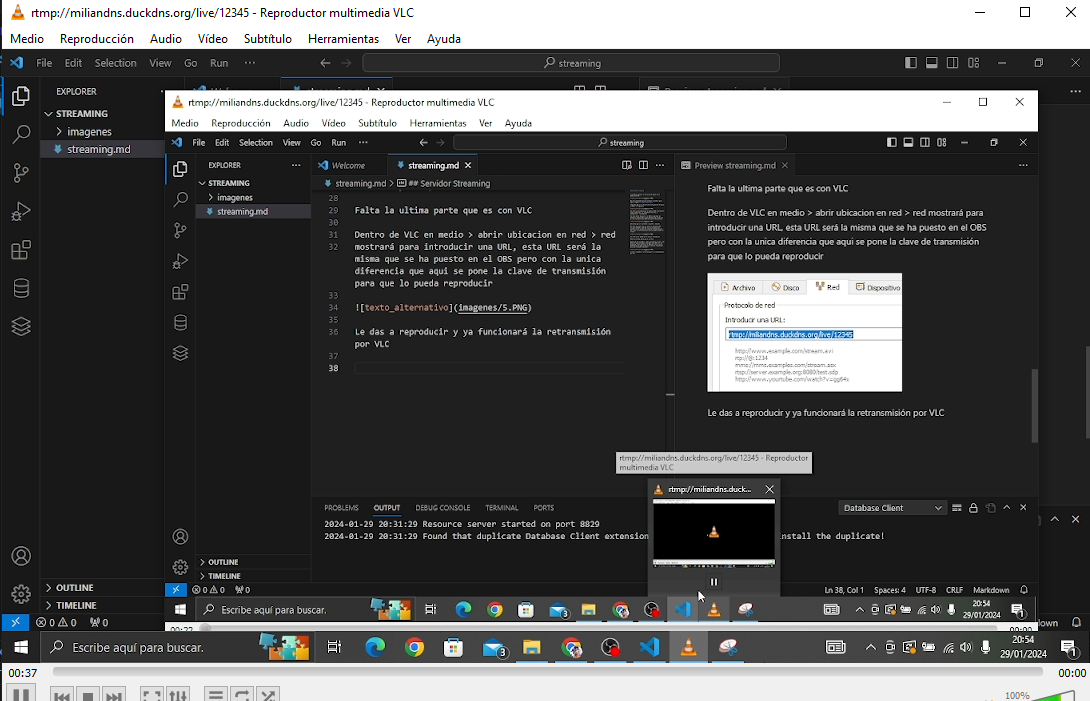 rtmp://miliandns.duckdns.org/live/12345 - Reproductor multimedia VLC
Medio Reproducción Audio Vídeo Subtítulo Herramientas Ver Ayuda
File Edit Selection View Go Run ··· streaming
EXPLORER
STREAMING
imagenes
streaming.md
rtmp://miliandns.duckdns.org/live/12345 - Reproductor multimedia VLC
Medio Reproducción Audio Vídeo Subtítulo Herramientas Ver Ayuda
File Edit Selection View Go Run ··· streaming
EXPLORER ···
STREAMING
imagenes
streaming.md
Welcome streaming.md
streaming.md > ## Servidor Streaming
28
29 Falta la ultima parte que es con VLC
30
31 Dentro de VLC en medio > abrir ubicacion en red > red
32 mostrará para introducir una URL, esta URL será la
misma que se ha puesto en el OBS pero con la unica
diferencia que aqui se pone la clave de transmisión
para que lo pueda reproducir
33
34 ![texto_alternativo](imagenes/5.PNG)
35
36 Le das a reproducir y ya funcionará la retransmisión
por VLC
37
38
Preview streaming.md
Falta la ultima parte que es con VLC
Dentro de VLC en medio > abrir ubicacion en red > red mostrará para
introducir una URL, esta URL será la misma que se ha puesto en el OBS
pero con la unica diferencia que aqui se pone la clave de transmisión
para que lo pueda reproducir
Archivo Disco Red Dispositivo
Protocolo de red
Introducir una URL:
rtmp://miliandns.duckdns.org/live/12345
http://www.example.com/stream.avi
rtp://@:1234
mms://mms.examples.com/stream.asx
rtsp://server.example.org:8080/test.sdp
http://www.yourtube.com/watch?v=gg64x
Le das a reproducir y ya funcionará la retransmisión por VLC
rtmp://miliandns.duckdns.org/live/12345 - Reproductor
multimedia VLC
rtmp://miliandns.duck...
PROBLEMS OUTPUT DEBUG CONSOLE TERMINAL PORTS Database Client
2024-01-29 20:31:29 Resource server started on port 8829
2024-01-29 20:31:29 Found that duplicate Database Client extension
nstall the duplicate!
OUTLINE
TIMELINE
0 0 0 Ln 38, Col 1 Spaces: 4 UTF-8 CRLF Markdown
Escribe aquí para buscar. 3 20:54
29/01/2024 1
OUTLINE
TIMELINE
0 0 0
Escribe aquí para buscar. 3 20:54
29/01/2024 1
00:37 00:00
100%